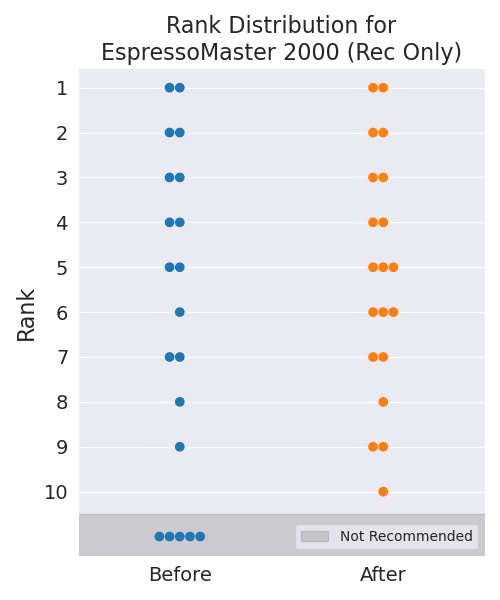 Rank Distribution for
EspressoMaster 2000 (Rec Only)
1
2
3
4
5
6
7
8
9
10
Rank
Not Recommended
Before After